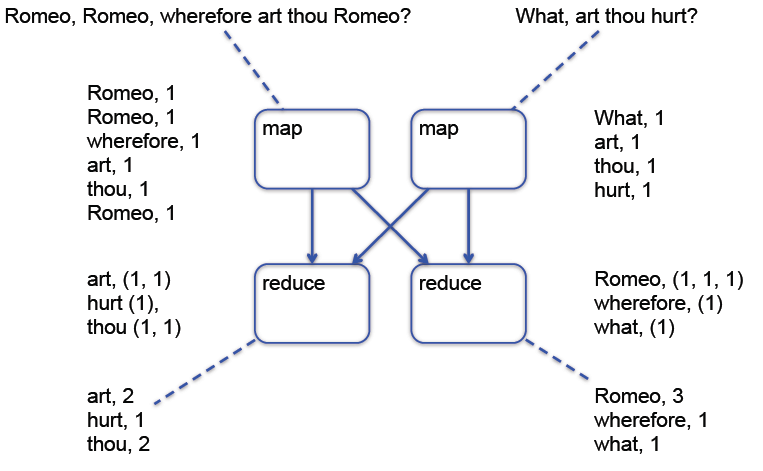 Romeo, Romeo, wherefore art thou Romeo?
What, art thou hurt?
Romeo, 1
Romeo, 1
wherefore, 1
art, 1
thou, 1
Romeo, 1
map
map
What, 1
art, 1
thou, 1
hurt, 1
art, (1, 1)
hurt (1),
thou (1, 1)
reduce
reduce
Romeo, (1, 1, 1)
wherefore, (1)
what, (1)
art, 2
hurt, 1
thou, 2
Romeo, 3
wherefore, 1
what, 1